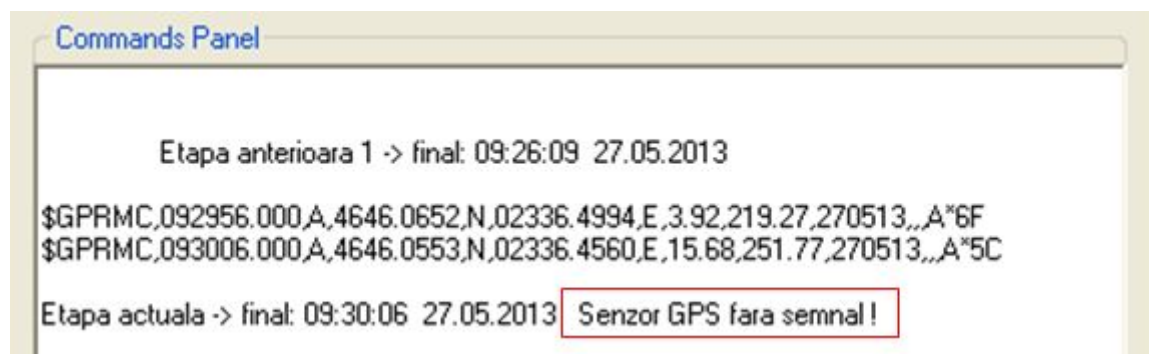 Commands Panel
Etapa anterioara 1 -> final: 09:26:09 27.05.2013
$GPRMC,092956.000,A,4646.0652,N,02336.4994,E,3.92,219.27,270513,,,A*6F
$GPRMC,093006.000,A,4646.0553,N,02336.4560,E,15.68,251.77,270513,,,A*5C
Etapa actuala -> final: 09:30:06 27.05.2013 Senzor GPS fara semnal !